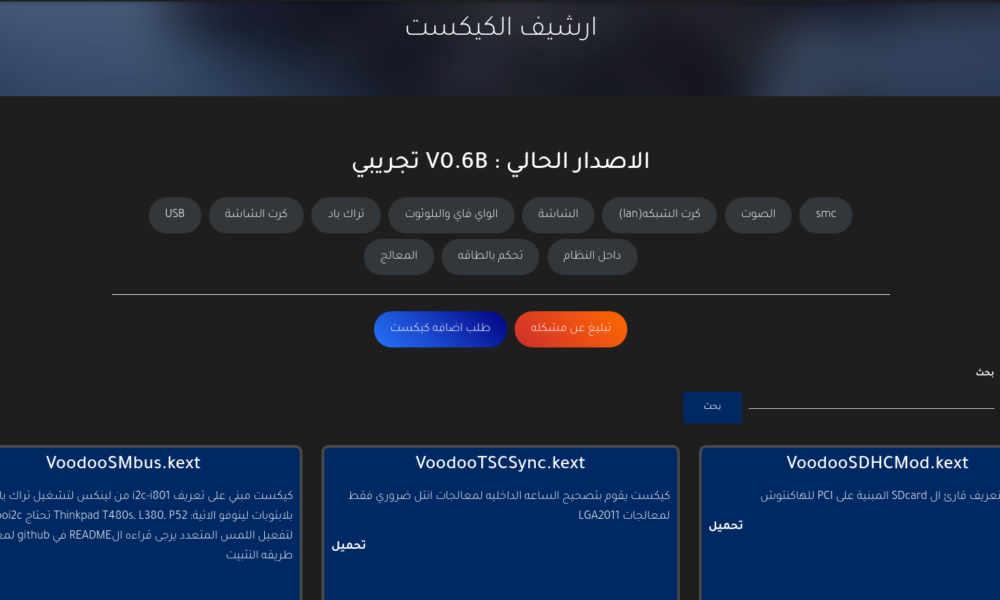 ارشيف الكيكست
الاصدار الحالي : V0.6B تجريبي
smc
الصوت
كرت الشبكه(lan)
الشاشة
الواي فاي والبلوثوت
تراك باد
كرت الشاشة
USB
داخل النظام
تحكم بالطاقه
المعالج
تبليغ عن مشكله
طلب اضافه كيكست
بحث
بحث
VoodooSDHCMod.kext
تعريف قارئ ال SDcard المبنية على PCI للهاكنتوش
تحميل
VoodooTSCSync.kext
كيكست يقوم بتصحيح الساعه الداخليه لمعالجات انتل ضروري فقط
لمعالجات LGA2011
تحميل
VoodooSMbus.kext
كيكست مبني على تعريف i2c-i801 من لينكس لتشغيل تراك
بلابتوبات لينوفو الاتية: Thinkpad T480s, L380, P52 تحتاج
لتفعيل اللمس المتعدد يرجى قراءه الREADME في github
طريقه التثبيت